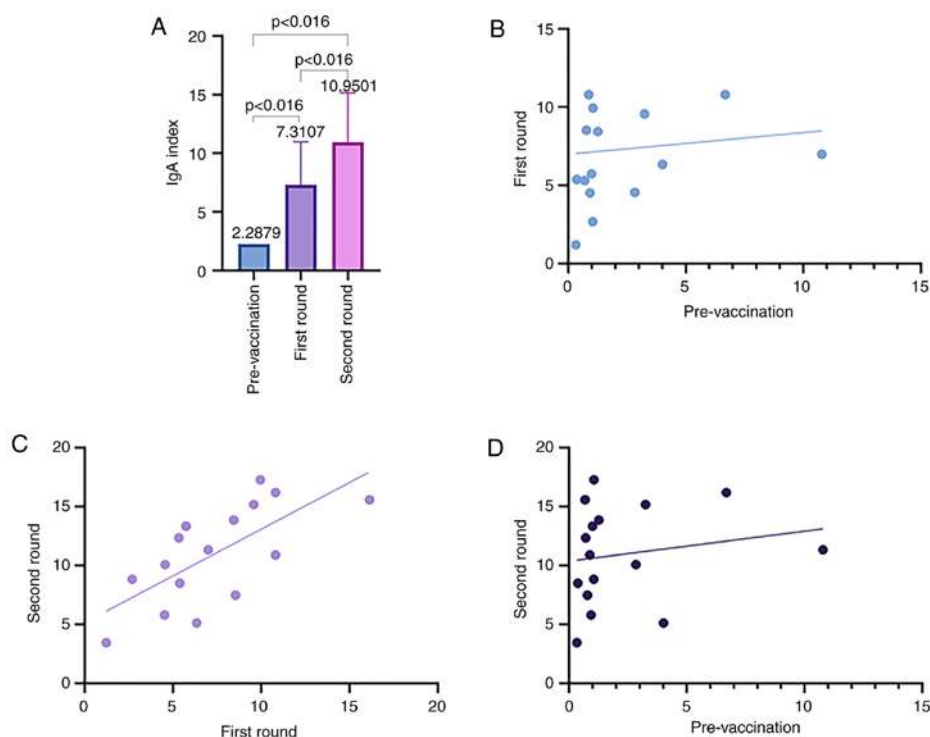 A
20
15
10
5
0
IgA index
p<0.016
p<0.016
p<0.016
10.9501
7.3107
2.2879
Pre-vaccination
First round
Second round
B
15
10
5
0
First round
0
5
10
15
Pre-vaccination
C
20
15
10
5
0
Second round
0
5
10
15
20
First round
D
20
15
10
5
0
Second round
0
5
10
15
Pre-vaccination